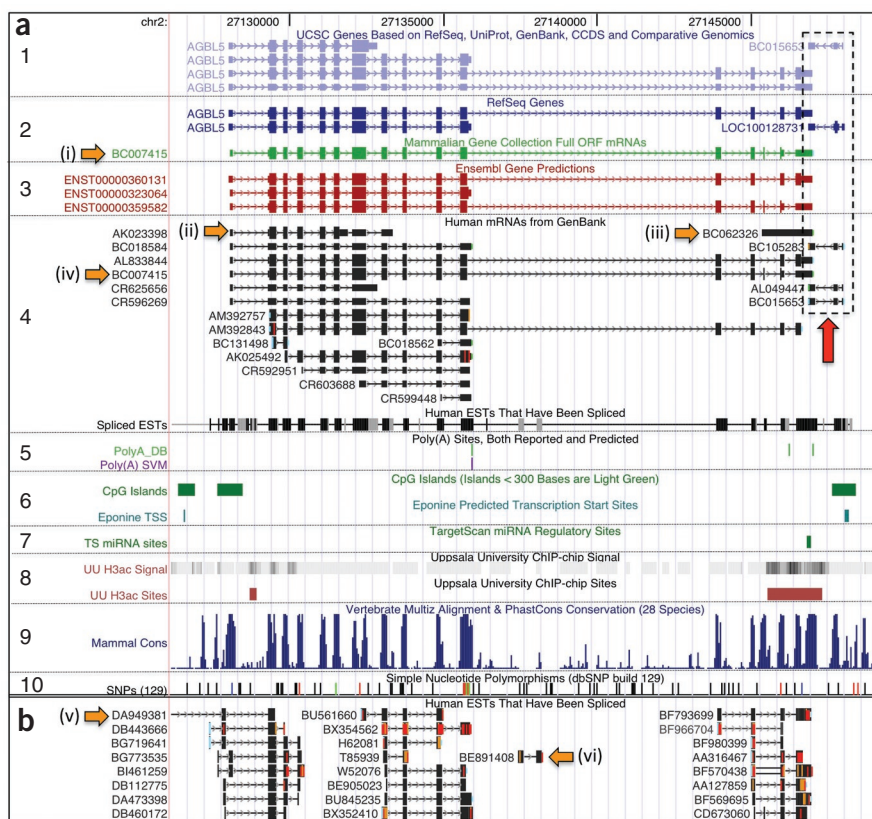 a
chr2: 27130000 27135000 27140000 27145000
1
UCSC Genes Based on RefSeq, UniProt, GenBank, CCDS and Comparative Genomics
AGBL5 BC015653
AGBL5
AGBL5
AGBL5
2
RefSeq Genes
AGBL5
AGBL5 LOC100128731
Mammalian Gene Collection Full ORF mRNAs
(i) BC007415
3
Ensembl Gene Predictions
ENST00000360131
ENST00000323064
ENST00000359582
4
Human mRNAs from GenBank
AK023398 (ii) (iii) BC062326
BC018584 BC105283
AL833844
(iv) BC007415
CR625656 AL049447
CR596269 BC015653
AM392757
AM392843
BC131498 BC018562
AK025492
CR592951
CR603688
CR599448
Human ESTs That Have Been Spliced
Spliced ESTs
5
Poly(A) Sites, Both Reported and Predicted
PolyA_DB
Poly(A) SVM
6
CpG Islands (Islands < 300 Bases are Light Green)
CpG Islands
Eponine Predicted Transcription Start Sites
Eponine TSS
7
TargetScan miRNA Regulatory Sites
TS miRNA sites
8
Uppsala University ChIP-chip Signal
UU H3ac Signal
Uppsala University ChIP-chip Sites
UU H3ac Sites
9
Vertebrate Multiz Alignment & PhastCons Conservation (28 Species)
Mammal Cons
10
Simple Nucleotide Polymorphisms (dbSNP build 129)
SNPs (129)
b
Human ESTs That Have Been Spliced
(v) DA949381 BU561660 BF793699
DB443666 BX354562 BF966704
BG719641 H62081 BF980399
BG773535 T85939 BE891408 (vi) AA316467
BI461259 W52076 BF570438
DB112775 BE905023 AA127859
DA473398 BU845235 BF569695
DB460172 BX352410 CD673060